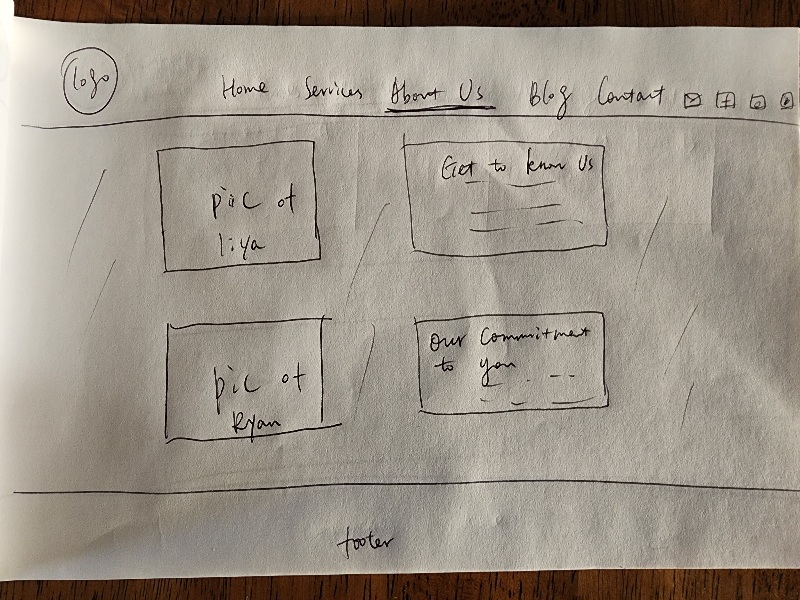 logo
Home Services About Us Blog Contact
pic of
liya
Get to know Us
pic of
Ryan
Our Commitment
to you
footer